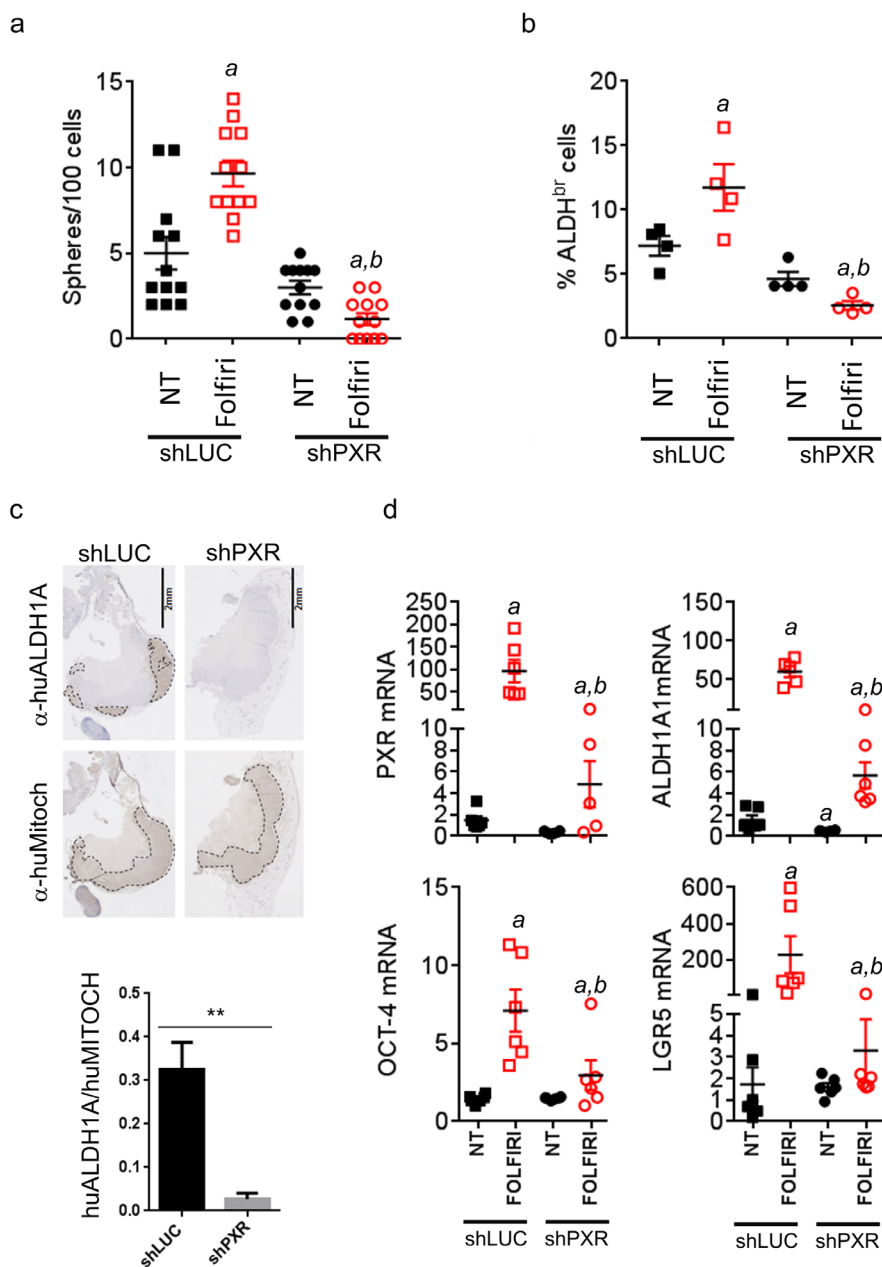 a
Spheres/100 cells
15
10
5
0
a
a,b
NT
Folfiri
NT
Folfiri
shLUC
shPXR
b
% ALDHbr cells
20
15
10
5
0
a
a,b
NT
Folfiri
NT
Folfiri
shLUC
shPXR
c
shLUC
shPXR
α-huALDH1A
2mm
2mm
α-huMitoch
huALDH1A/huMITOCH
0.5
0.4
0.3
0.2
0.1
0.0
**
shLUC
shPXR
d
PXR mRNA
250
200
150
100
50
10
8
6
4
2
0
a
a,b
ALDH1A1mRNA
150
100
50
10
8
6
4
2
0
a
a
a,b
OCT-4 mRNA
15
10
5
0
a
a,b
NT
FOLFIRI
NT
FOLFIRI
shLUC
shPXR
LGR5 mRNA
600
400
200
5
4
3
2
1
0
a
a,b
NT
FOLFIRI
NT
FOLFIRI
shLUC
shPXR